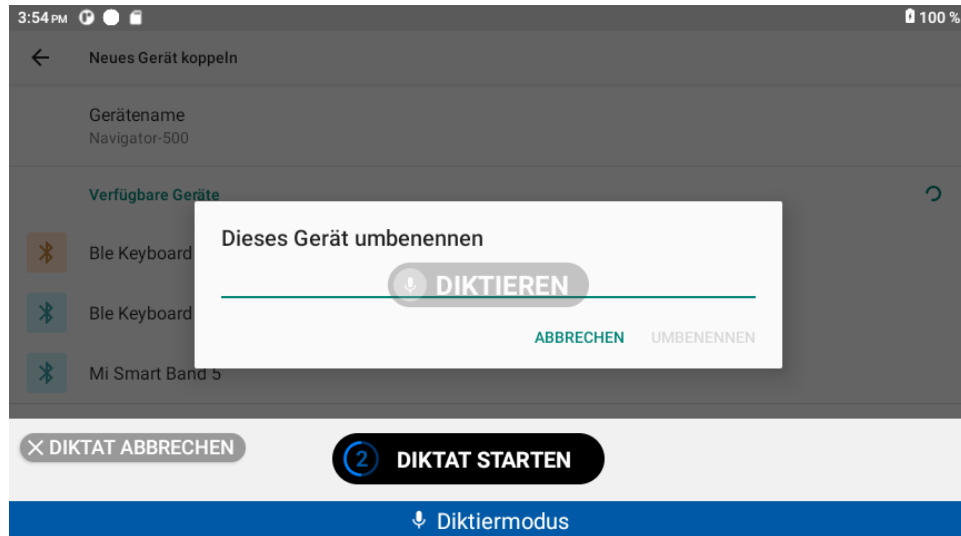 3:54 PM
100 %
Neues Gerät koppeln
Gerätename
Navigator-500
Verfügbare Geräte
Dieses Gerät umbenennen
Ble Keyboard
DIKTIEREN
Ble Keyboard
ABBRECHEN UMBENENNEN
Mi Smart Band 5
DIKTAT ABBRECHEN
2 DIKTAT STARTEN
Diktiermodus